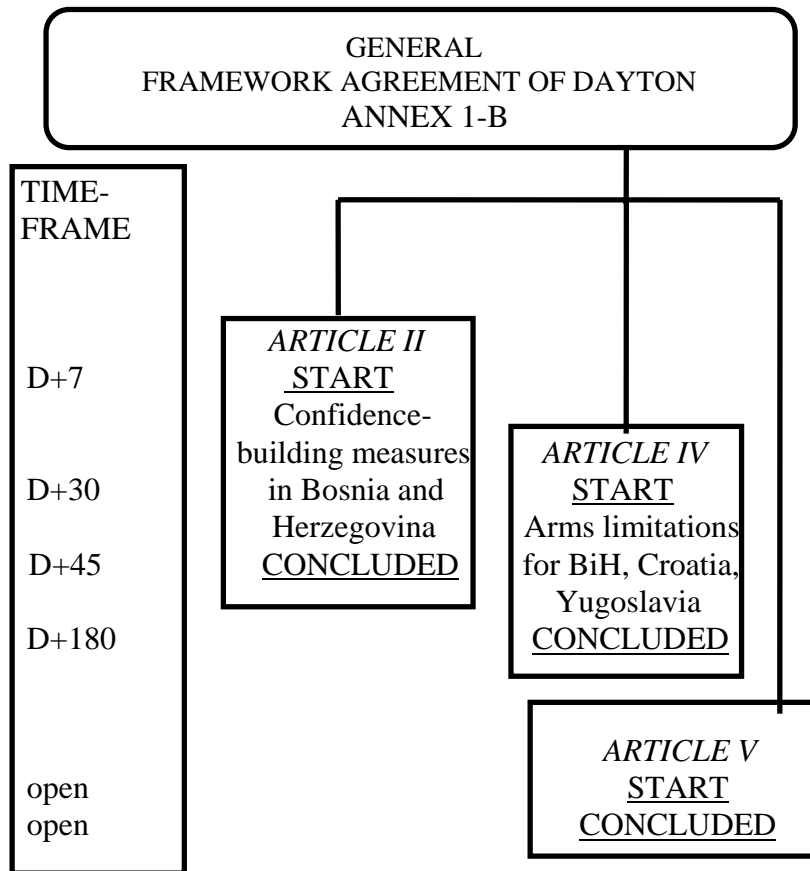 GENERAL
FRAMEWORK AGREEMENT OF DAYTON
ANNEX 1-B
TIME-
FRAME
D+7
D+30
D+45
D+180
open
open
ARTICLE II
START
Confidence-
building measures
in Bosnia and
Herzegovina
CONCLUDED
ARTICLE IV
START
Arms limitations
for BiH, Croatia,
Yugoslavia
CONCLUDED
ARTICLE V
START
CONCLUDED